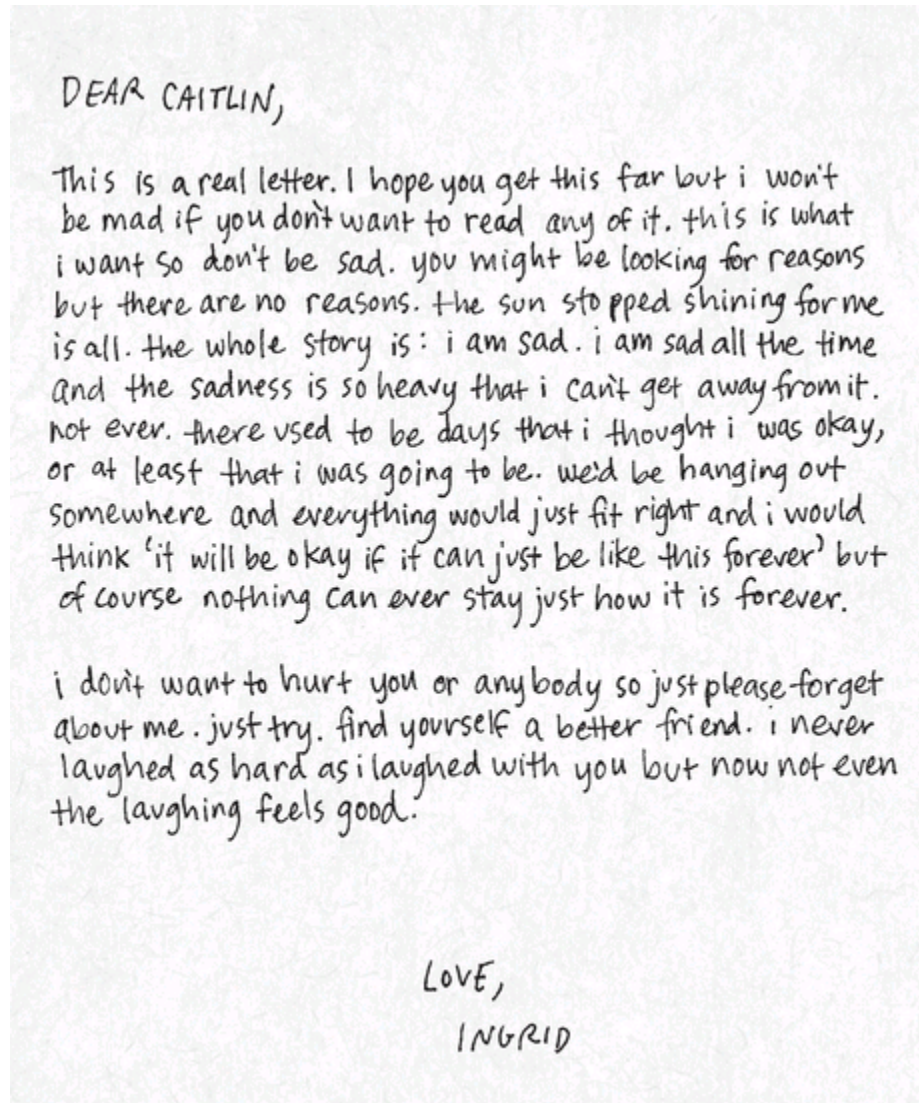 DEAR CAITLIN,
This is a real letter. I hope you get this far but i won't
be mad if you don't want to read any of it. this is what
i want so don't be sad. you might be looking for reasons
but there are no reasons. the sun stopped shining for me
is all. the whole story is: i am sad. i am sad all the time
and the sadness is so heavy that i can't get away from it.
not ever. there used to be days that i thought i was okay,
or at least that i was going to be. we'd be hanging out
somewhere and everything would just fit right and i would
think 'it will be okay if it can just be like this forever' but
of course nothing can ever stay just how it is forever.
i don't want to hurt you or anybody so just please forget
about me. just try. find yourself a better friend. i never
laughed as hard as i laughed with you but now not even
the laughing feels good.
LOVE,
INGRID